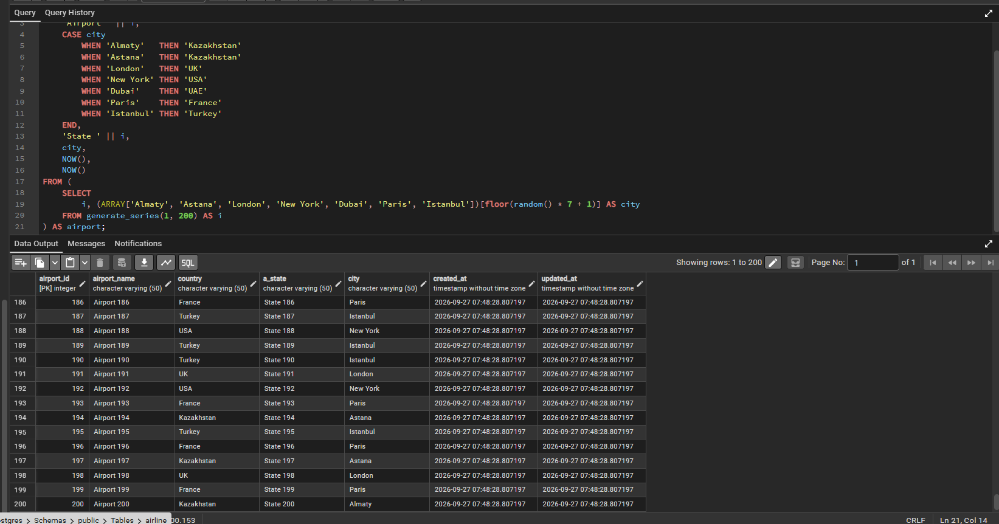 Query Query History
3 'Airport ' || i,
4 CASE city
5 WHEN 'Almaty' THEN 'Kazakhstan'
6 WHEN 'Astana' THEN 'Kazakhstan'
7 WHEN 'London' THEN 'UK'
8 WHEN 'New York' THEN 'USA'
9 WHEN 'Dubai' THEN 'UAE'
10 WHEN 'Paris' THEN 'France'
11 WHEN 'Istanbul' THEN 'Turkey'
12 END,
13 'State ' || i,
14 city,
15 NOW(),
16 NOW()
17 FROM (
18 SELECT
19 i, (ARRAY['Almaty', 'Astana', 'London', 'New York', 'Dubai', 'Paris', 'Istanbul'])[floor(random() * 7 + 1)] AS city
20 FROM generate_series(1, 200) AS i
21 ) AS airport;
Data Output Messages Notifications
SQL Showing rows: 1 to 200 Page No: 1 of 1
airport_id airport_name country a_state city created_at updated_at
[PK] integer character varying (50) character varying (50) character varying (50) character varying (50) timestamp without time zone timestamp without time zone
186 186 Airport 186 France State 186 Paris 2026-09-27 07:48:28.807197 2026-09-27 07:48:28.807197
187 187 Airport 187 Turkey State 187 Istanbul 2026-09-27 07:48:28.807197 2026-09-27 07:48:28.807197
188 188 Airport 188 USA State 188 New York 2026-09-27 07:48:28.807197 2026-09-27 07:48:28.807197
189 189 Airport 189 Turkey State 189 Istanbul 2026-09-27 07:48:28.807197 2026-09-27 07:48:28.807197
190 190 Airport 190 Turkey State 190 Istanbul 2026-09-27 07:48:28.807197 2026-09-27 07:48:28.807197
191 191 Airport 191 UK State 191 London 2026-09-27 07:48:28.807197 2026-09-27 07:48:28.807197
192 192 Airport 192 USA State 192 New York 2026-09-27 07:48:28.807197 2026-09-27 07:48:28.807197
193 193 Airport 193 France State 193 Paris 2026-09-27 07:48:28.807197 2026-09-27 07:48:28.807197
194 194 Airport 194 Kazakhstan State 194 Astana 2026-09-27 07:48:28.807197 2026-09-27 07:48:28.807197
195 195 Airport 195 Turkey State 195 Istanbul 2026-09-27 07:48:28.807197 2026-09-27 07:48:28.807197
196 196 Airport 196 France State 196 Paris 2026-09-27 07:48:28.807197 2026-09-27 07:48:28.807197
197 197 Airport 197 Kazakhstan State 197 Astana 2026-09-27 07:48:28.807197 2026-09-27 07:48:28.807197
198 198 Airport 198 UK State 198 London 2026-09-27 07:48:28.807197 2026-09-27 07:48:28.807197
199 199 Airport 199 France State 199 Paris 2026-09-27 07:48:28.807197 2026-09-27 07:48:28.807197
200 200 Airport 200 Kazakhstan State 200 Almaty 2026-09-27 07:48:28.807197 2026-09-27 07:48:28.807197
stgres > Schemas > public > Tables > airline 00.153 CRLF Ln 21, Col 14